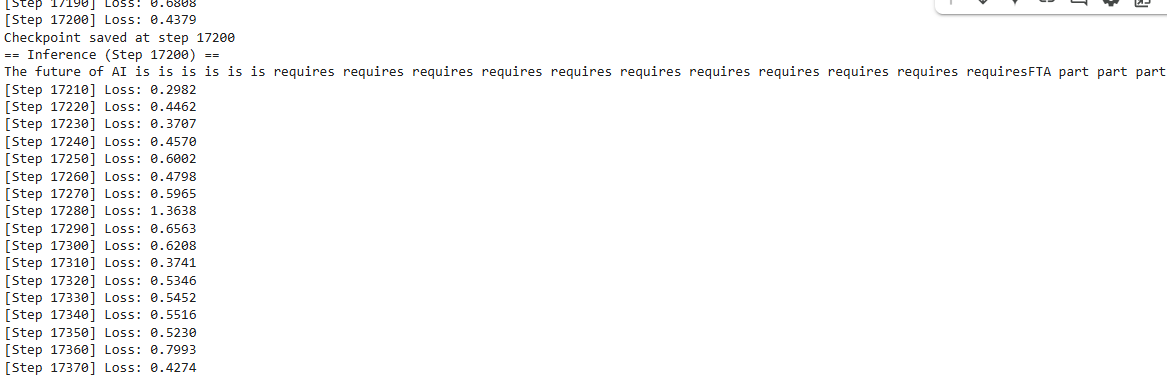 [Step 17190] Loss: 0.6808
[Step 17200] Loss: 0.4379
Checkpoint saved at step 17200
== Inference (Step 17200) ==
The future of AI is is is is is is requires requires requires requires requires requires requires requires requires requires requiresFTA part part part
[Step 17210] Loss: 0.2982
[Step 17220] Loss: 0.4462
[Step 17230] Loss: 0.3707
[Step 17240] Loss: 0.4570
[Step 17250] Loss: 0.6002
[Step 17260] Loss: 0.4798
[Step 17270] Loss: 0.5965
[Step 17280] Loss: 1.3638
[Step 17290] Loss: 0.6563
[Step 17300] Loss: 0.6208
[Step 17310] Loss: 0.3741
[Step 17320] Loss: 0.5346
[Step 17330] Loss: 0.5452
[Step 17340] Loss: 0.5516
[Step 17350] Loss: 0.5230
[Step 17360] Loss: 0.7993
[Step 17370] Loss: 0.4274